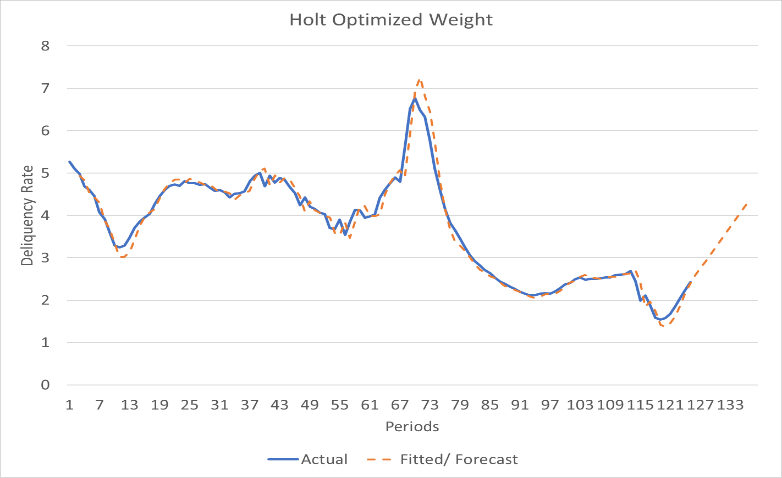 Holt Optimized Weight
8
7
6
5
4
3
2
1
0
Deliquency Rate
1 7 13 19 25 31 37 43 49 55 61 67 73 79 85 91 97 103 109 115 121 127 133
Periods
Actual Fitted/ Forecast